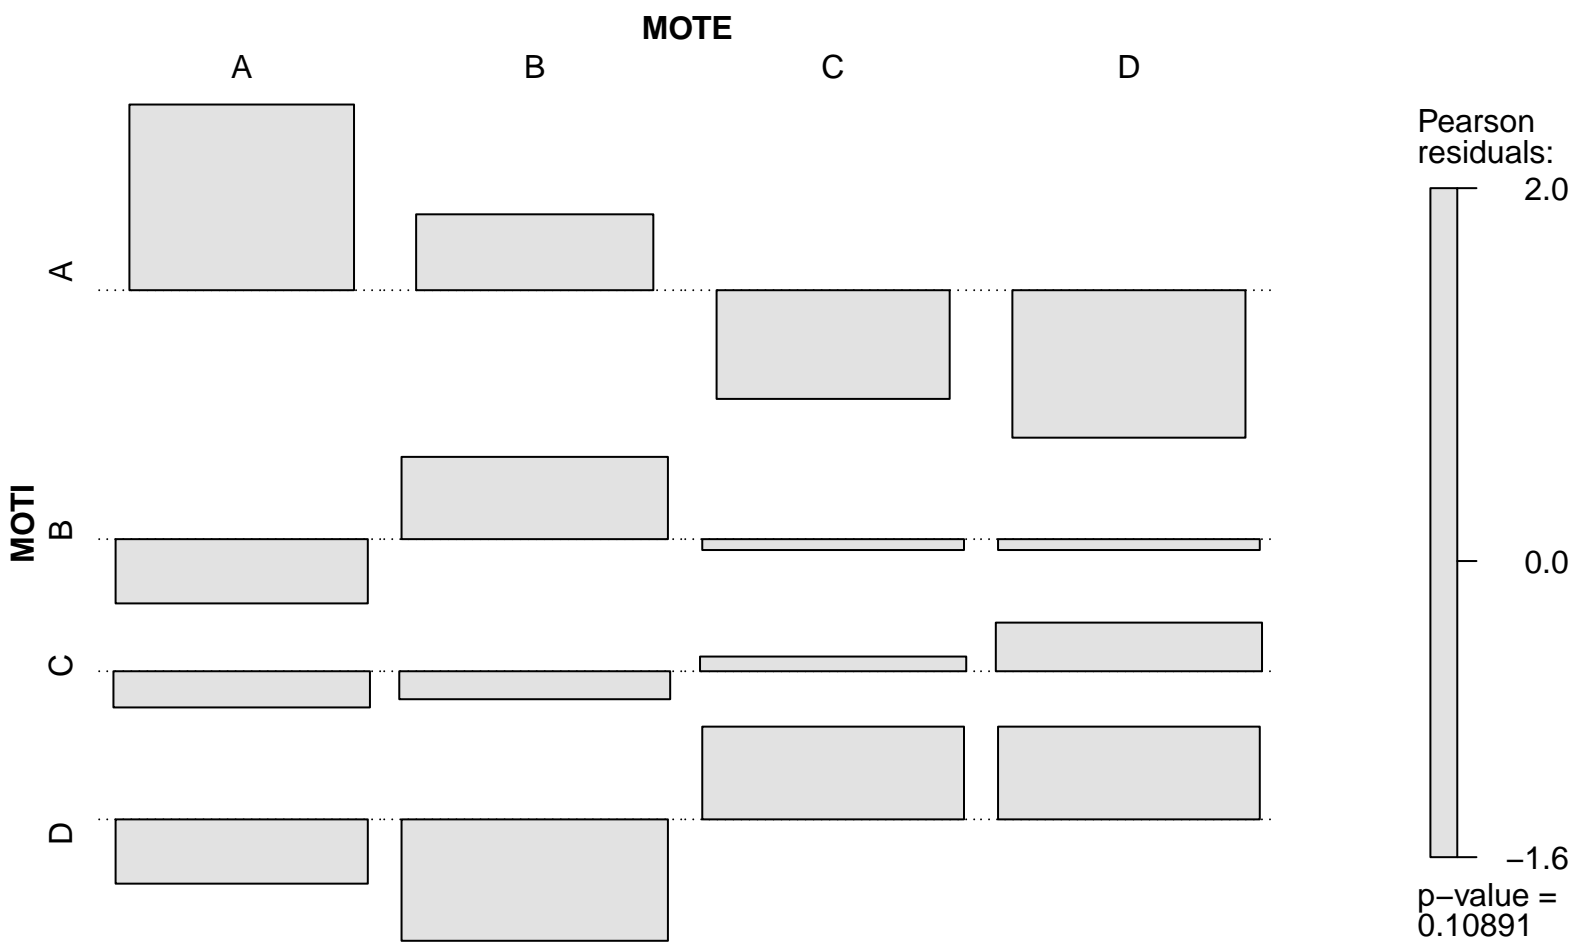 MOTE
A B C D
MOTI
A
B
C
D
Pearson
residuals:
2.0
0.0
−1.6
p−value =
0.10891